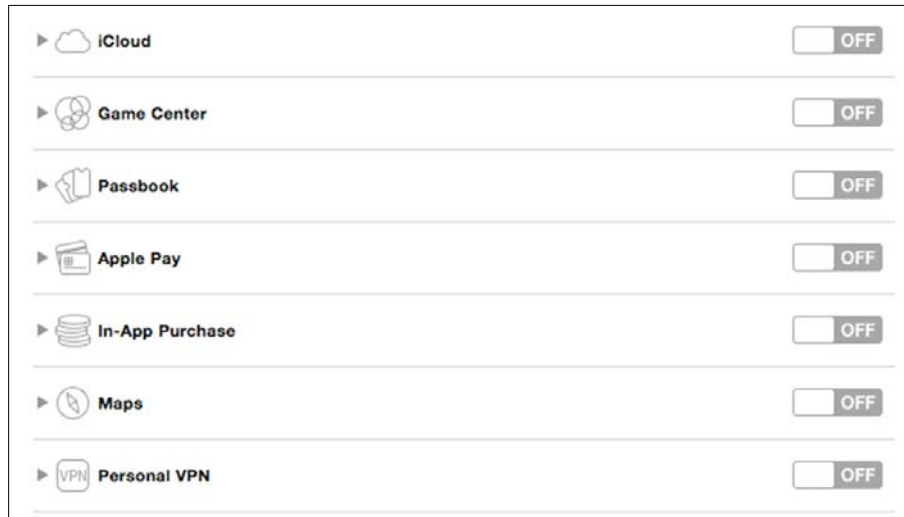 iCloud OFF
Game Center OFF
Passbook OFF
Apple Pay OFF
In-App Purchase OFF
Maps OFF
VPN Personal VPN OFF